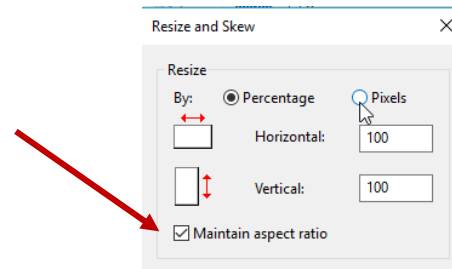 Resize and Skew
Resize
By: Percentage Pixels
Horizontal: 100
Vertical: 100
Maintain aspect ratio